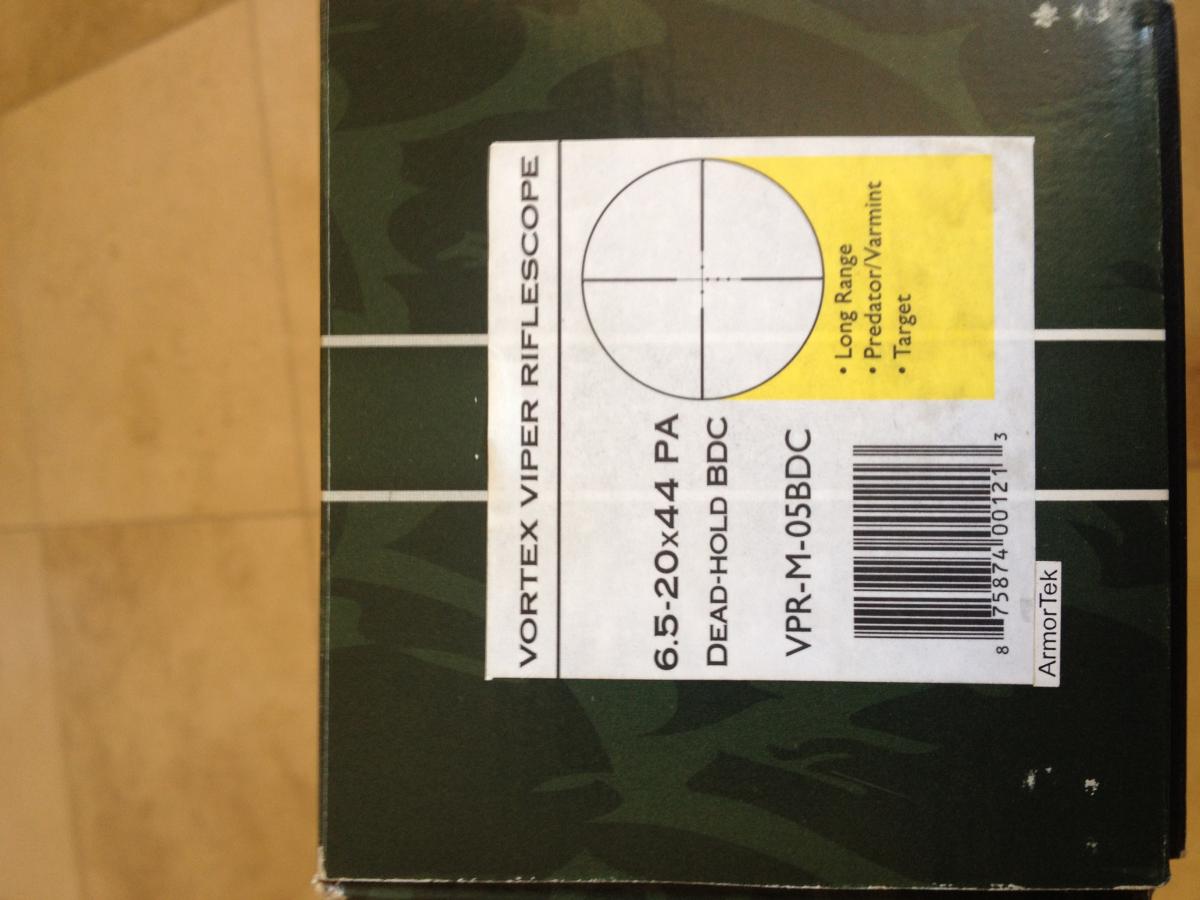 VORTEX VIPER RIFLESCOPE
6.5-20x44 PA
DEAD-HOLD BDC
VPR-M-05BDC
• Long Range
• Predator/Varmint
• Target
8 75874 00121 3
ArmorTek